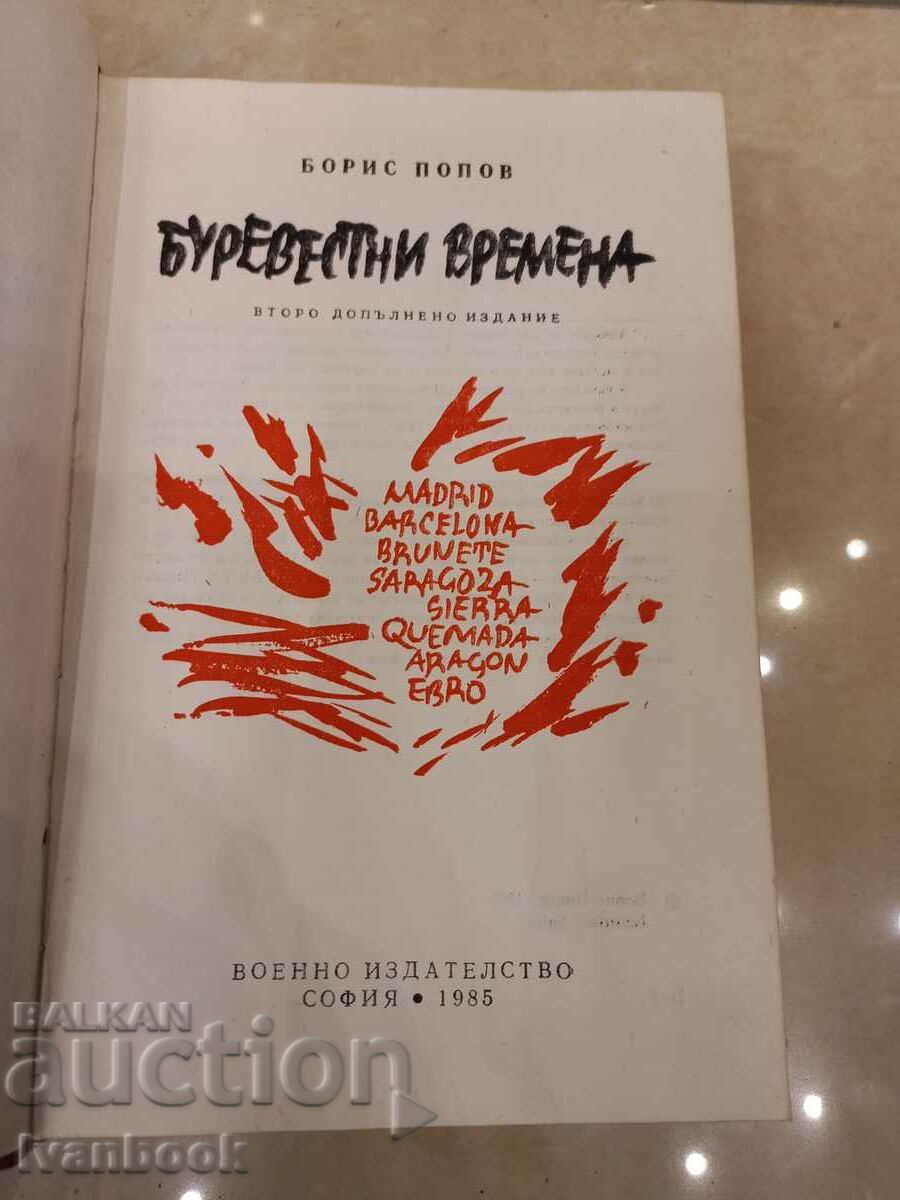 БОРИС ПОПОВ
БУРЕВЕСТНИ ВРЕМЕНА
ВТОРО ДОПЪЛНЕНО ИЗДАНИЕ
MADRID
BARCELONA
BRUNETE
SARAGOZA
SIERRA
QUEMADA
ARAGON
EBRO
ВОЕННО ИЗДАТЕЛСТВО
СОФИЯ • 1985
BALKAN
auction
Ivanbook